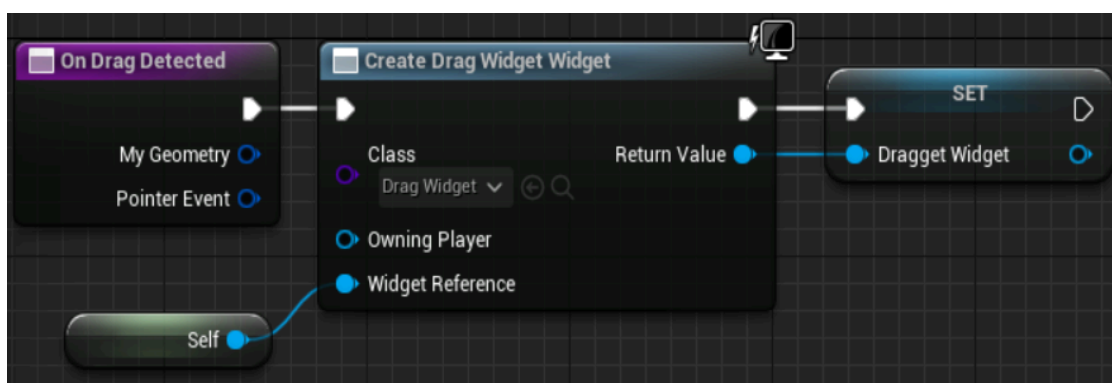 On Drag Detected
My Geometry
Pointer Event
Self
Create Drag Widget Widget
Class
Drag Widget
Return Value
Owning Player
Widget Reference
SET
Dragget Widget